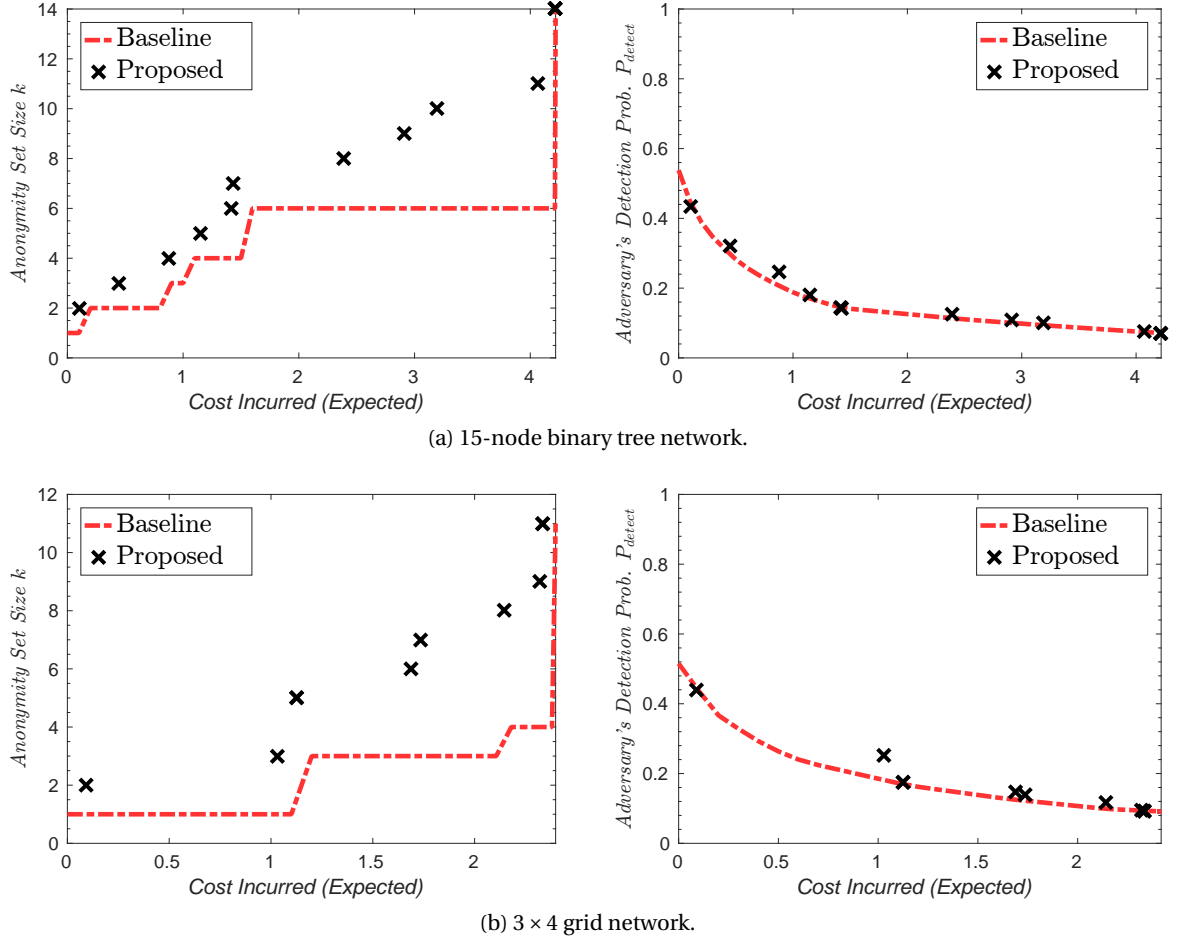 14
12
10
8
6
4
2
0
Anonymity Set Size k
Baseline
Proposed
0 1 2 3 4
Cost Incurred (Expected)
1
0.8
0.6
0.4
0.2
0
Adversary's Detection Prob. P_detect
Baseline
Proposed
0 1 2 3 4
Cost Incurred (Expected)
(a) 15-node binary tree network.
12
10
8
6
4
2
0
Anonymity Set Size k
Baseline
Proposed
0 0.5 1 1.5 2
Cost Incurred (Expected)
1
0.8
0.6
0.4
0.2
0
Adversary's Detection Prob. P_detect
Baseline
Proposed
0 0.5 1 1.5 2
Cost Incurred (Expected)
(b) 3 × 4 grid network.